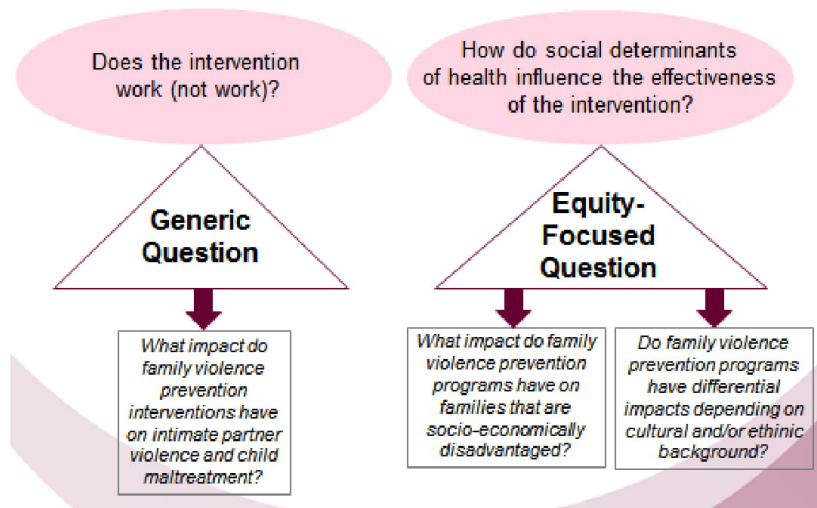 Does the intervention
work (not work)?
How do social determinants
of health influence the effectiveness
of the intervention?
Generic
Question
Equity-
Focused
Question
What impact do
family violence
prevention
interventions have
on intimate partner
violence and child
maltreatment?
What impact do family
violence prevention
programs have on
families that are
socio-economically
disadvantaged?
Do family violence
prevention programs
have differential
impacts depending on
cultural and/or ethinic
background?